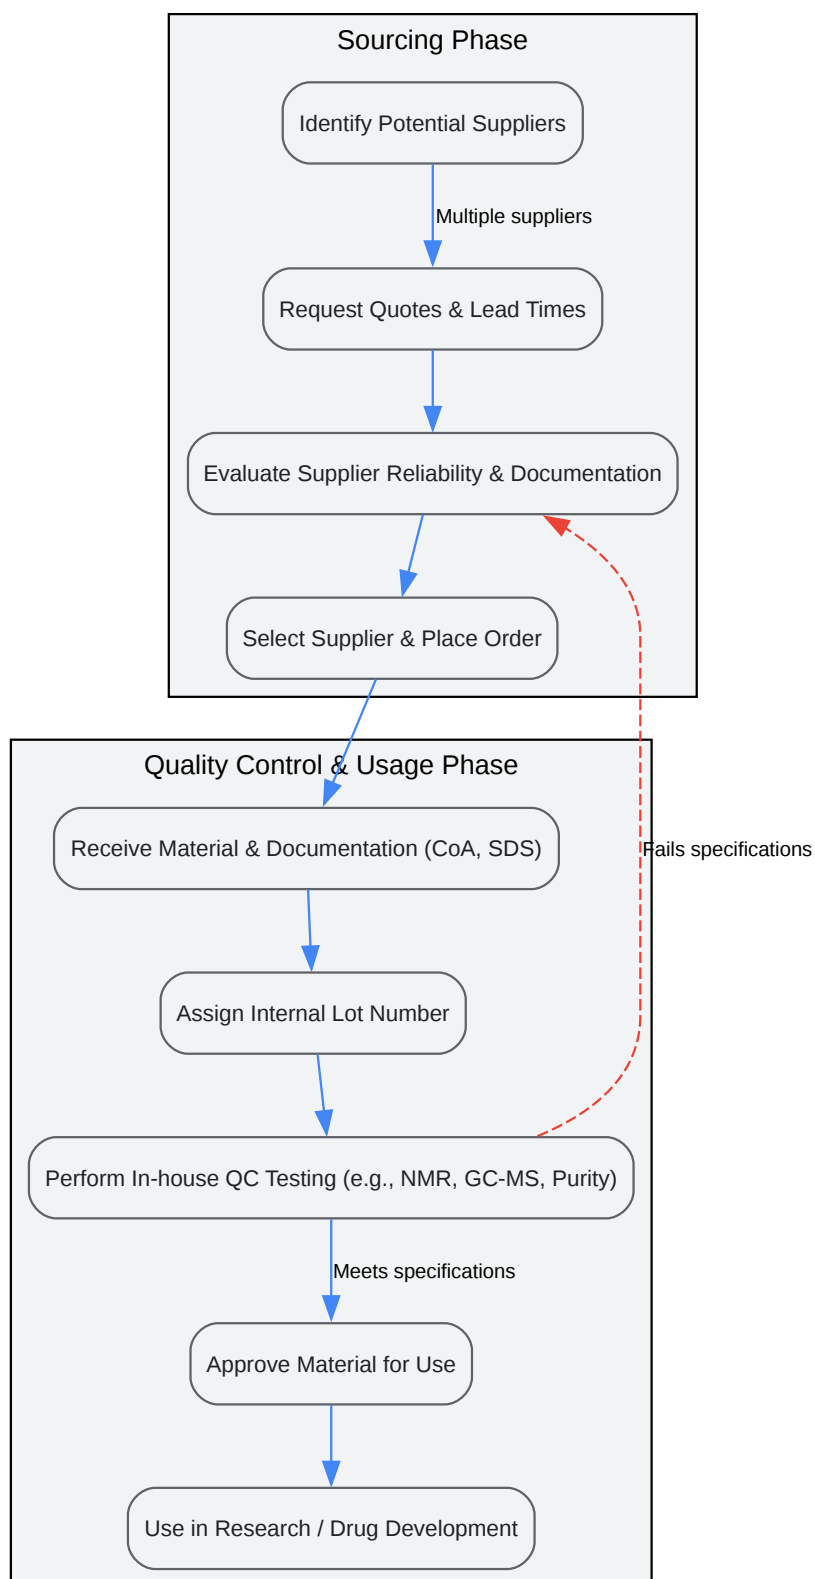 Sourcing Phase
Identify Potential Suppliers
Multiple suppliers
Request Quotes & Lead Times
Evaluate Supplier Reliability & Documentation
Select Supplier & Place Order
Quality Control & Usage Phase
Receive Material & Documentation (CoA, SDS)
Fails specifications
Assign Internal Lot Number
Perform In-house QC Testing (e.g., NMR, GC-MS, Purity)
Meets specifications
Approve Material for Use
Use in Research / Drug Development